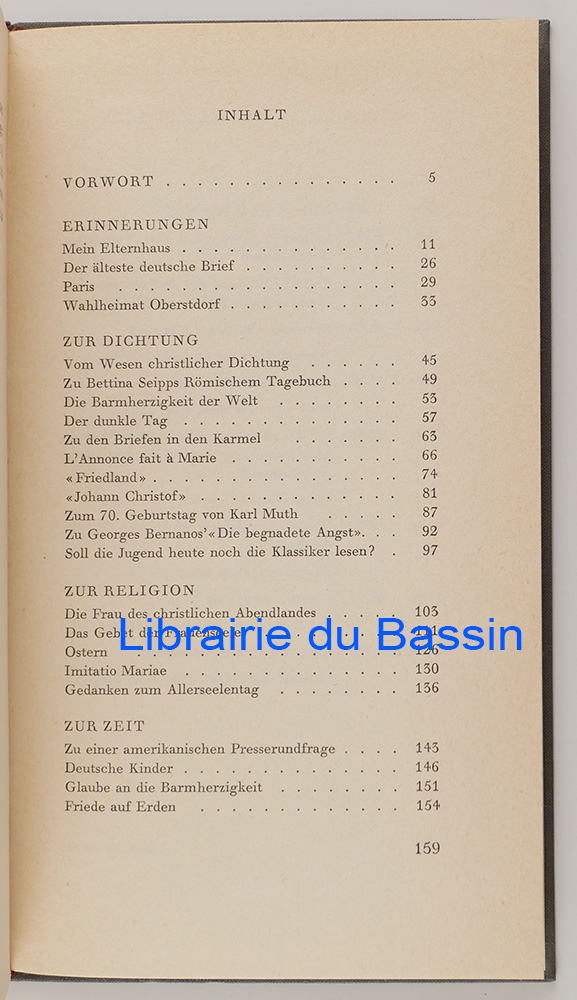 INHALT
VORWORT . . . . . . . . . . . . . . . 5
ERINNERUNGEN
Mein Elternhaus . . . . . . . . . . . . . . 11
Der älteste deutsche Brief . . . . . . . . . . 26
Paris . . . . . . . . . . . . . . . . . . 29
Wahlheimat Oberstdorf . . . . . . . . . . . 33
ZUR DICHTUNG
Vom Wesen christlicher Dichtung . . . . . . 45
Zu Bettina Seipps Römischem Tagebuch . . . . 49
Die Barmherzigkeit der Welt . . . . . . . . 53
Der dunkle Tag . . . . . . . . . . . . . . 57
Zu den Briefen in den Karmel . . . . . . . 63
L'Annonce fait à Marie . . . . . . . . . . . 66
«Friedland» . . . . . . . . . . . . . . . . 74
«Johann Christof» . . . . . . . . . . . . . 81
Zum 70. Geburtstag von Karl Muth . . . . . 87
Zu Georges Bernanos' «Die begnadete Angst» . . . 92
Soll die Jugend heute noch die Klassiker lesen? . 97
ZUR RELIGION
Die Frau des christlichen Abendlandes . . . . . 103
Das Gebet der Frauenseele . . . . . . . . . 111
Librairie du Bassin
Ostern . . . . . . . . . . . . . . . . . 126
Imitatio Mariae . . . . . . . . . . . . . . 130
Gedanken zum Allerseelentag . . . . . . . . 136
ZUR ZEIT
Zu einer amerikanischen Presserundfrage . . . . 143
Deutsche Kinder . . . . . . . . . . . . . . 146
Glaube an die Barmherzigkeit . . . . . . . . 151
Friede auf Erden . . . . . . . . . . . . . 154
159